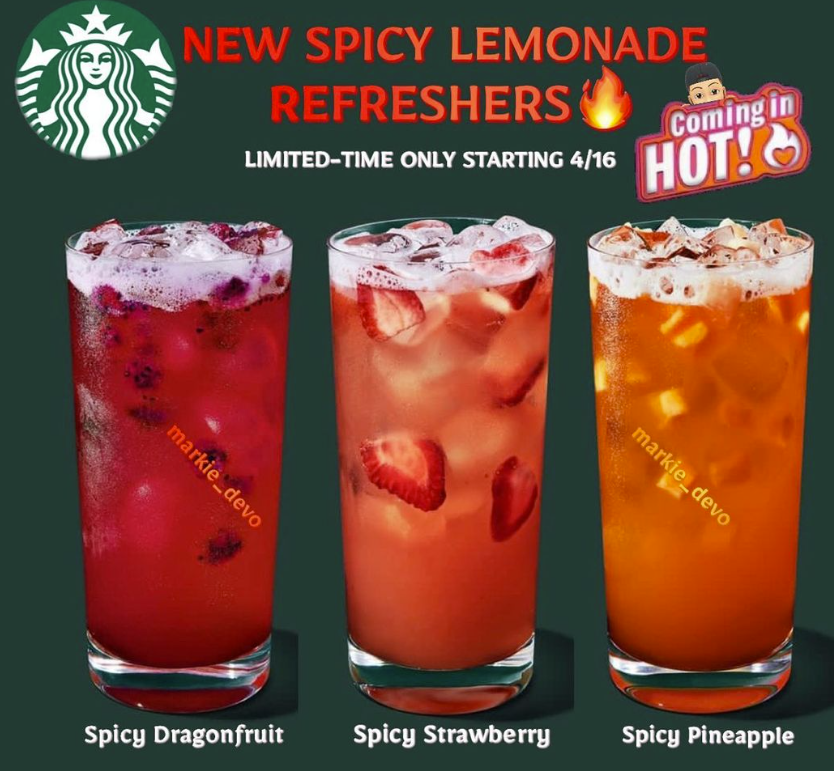 NEW SPICY LEMONADE
REFRESHERS🔥
LIMITED-TIME ONLY STARTING 4/16
Coming in
HOT!
markie_devo
markie_devo
Spicy Dragonfruit
Spicy Strawberry
Spicy Pineapple